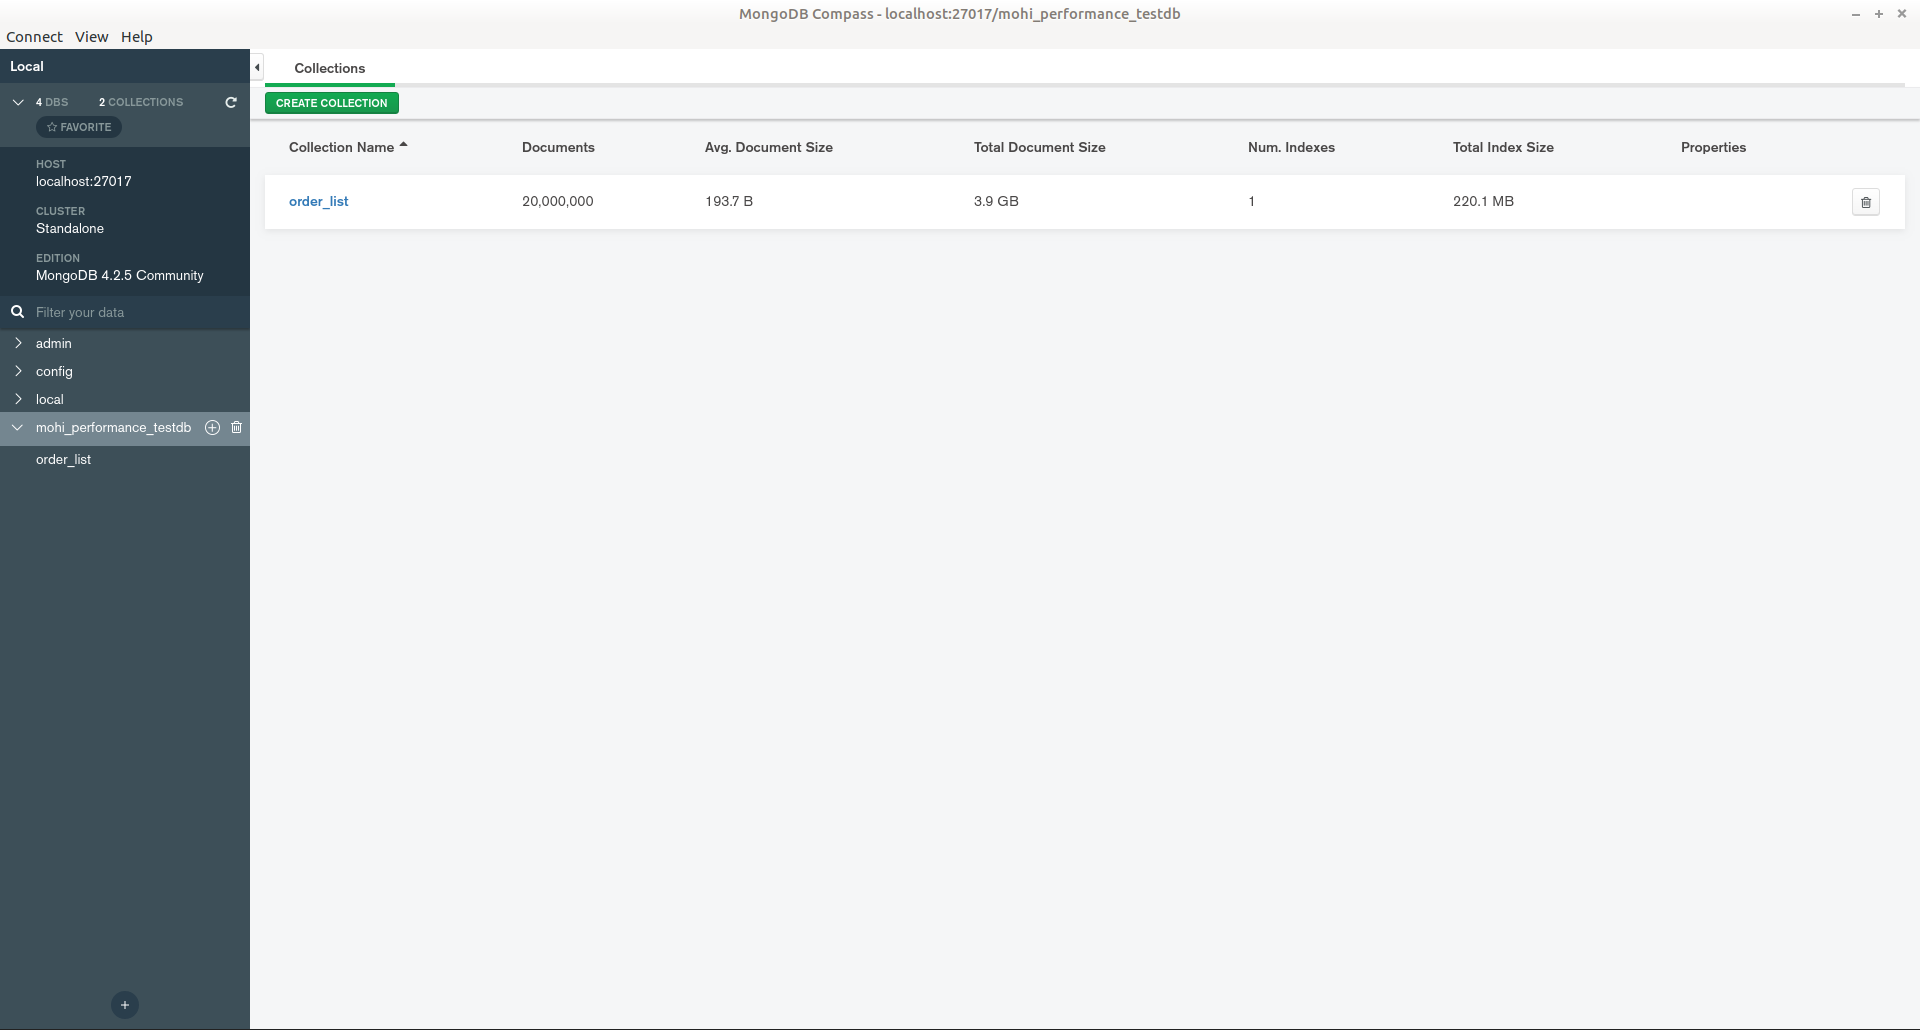 MongoDB Compass - localhost:27017/mohi_performance_testdb
Connect View Help
Local
4 DBS 2 COLLECTIONS
FAVORITE
HOST
localhost:27017
CLUSTER
Standalone
EDITION
MongoDB 4.2.5 Community
Filter your data
admin
config
local
mohi_performance_testdb
order_list
Collections
CREATE COLLECTION
Collection Name Documents Avg. Document Size Total Document Size Num. Indexes Total Index Size Properties
order_list 20,000,000 193.7 B 3.9 GB 1 220.1 MB